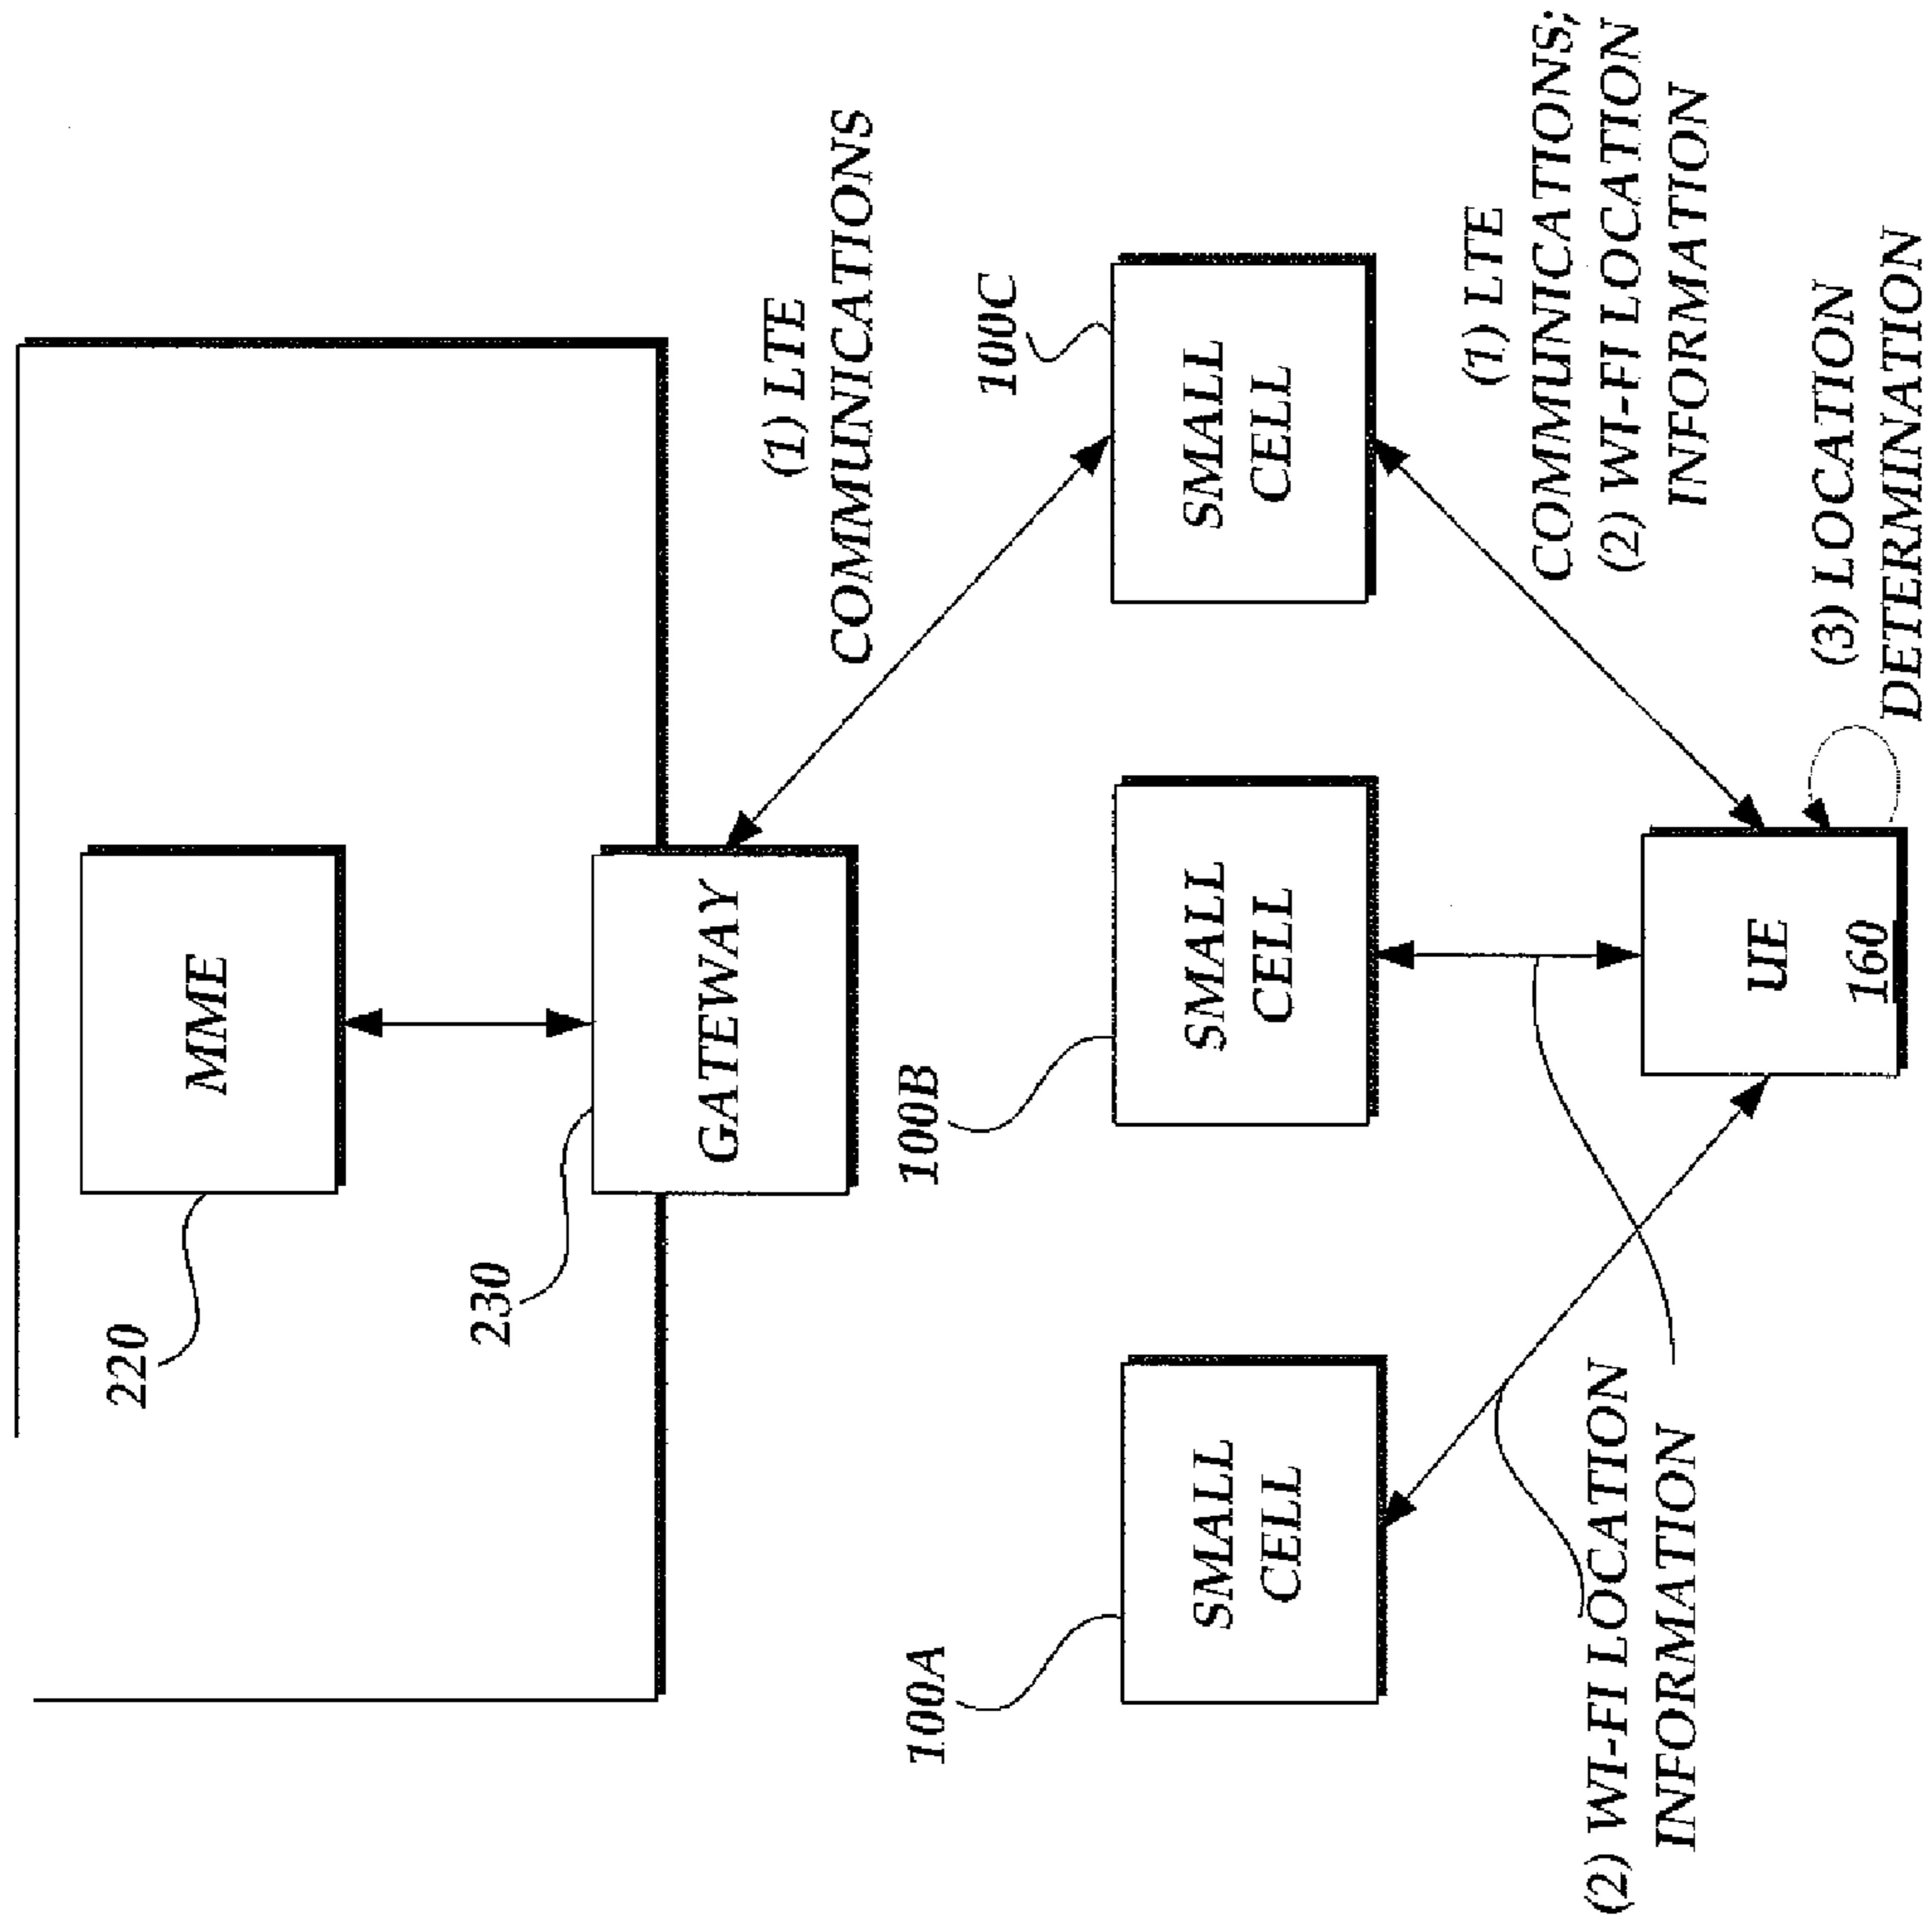 220
MME
230
GATEWAY
(1) LTE
COMMUNICATIONS
100A
SMALL
CELL
100B
SMALL
CELL
100C
SMALL
CELL
(1) LTE
COMMUNICATIONS;
(2) WI-FI LOCATION
INFORMATION
(2) WI-FI LOCATION
INFORMATION
UE
160
(3) LOCATION
DETERMINATION